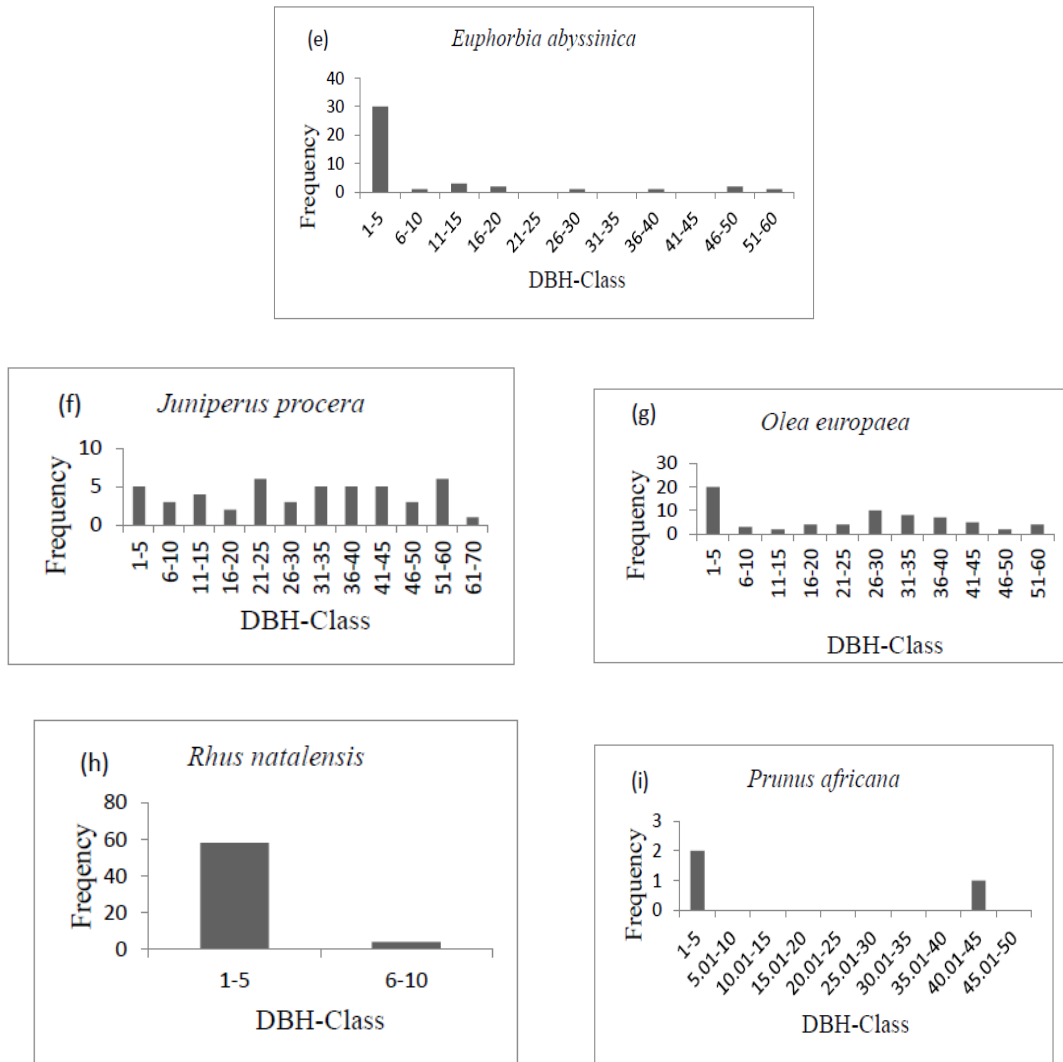 (e) Euphorbia abyssinica
40
30
20
10
0
Frequency
1-5 6-10 11-15 16-20 21-25 26-30 31-35 36-40 41-45 46-50 51-60
DBH-Class
(f) Juniperus procera
10
5
0
Frequency
1-5 6-10 11-15 16-20 21-25 26-30 31-35 36-40 41-45 46-50 51-60 61-70
DBH-Class
(g) Olea europaea
30
20
10
0
Frequency
1-5 6-10 11-15 16-20 21-25 26-30 31-35 36-40 41-45 46-50 51-60
DBH-Class
(h) Rhus natalensis
80
60
40
20
0
Freqency
1-5 6-10
DBH-Class
(i) Prunus africana
3
2
1
0
Frequency
1-5 5.01-10 10.01-15 15.01-20 20.01-25 25.01-30 30.01-35 35.01-40 40.01-45 45.01-50
DBH-Class